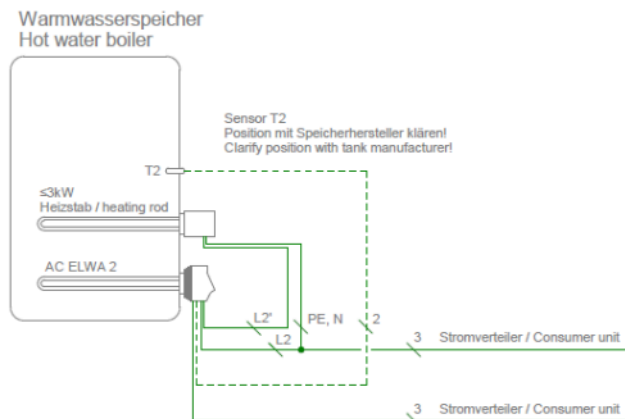 Warmwasserspeicher
Hot water boiler
Sensor T2
Position mit Speicherhersteller klären!
Clarify position with tank manufacturer!
T2
≤3kW
Heizstab / heating rod
AC ELWA 2
L2'
PE, N
2
L2
3 Stromverteiler / Consumer unit
3 Stromverteiler / Consumer unit